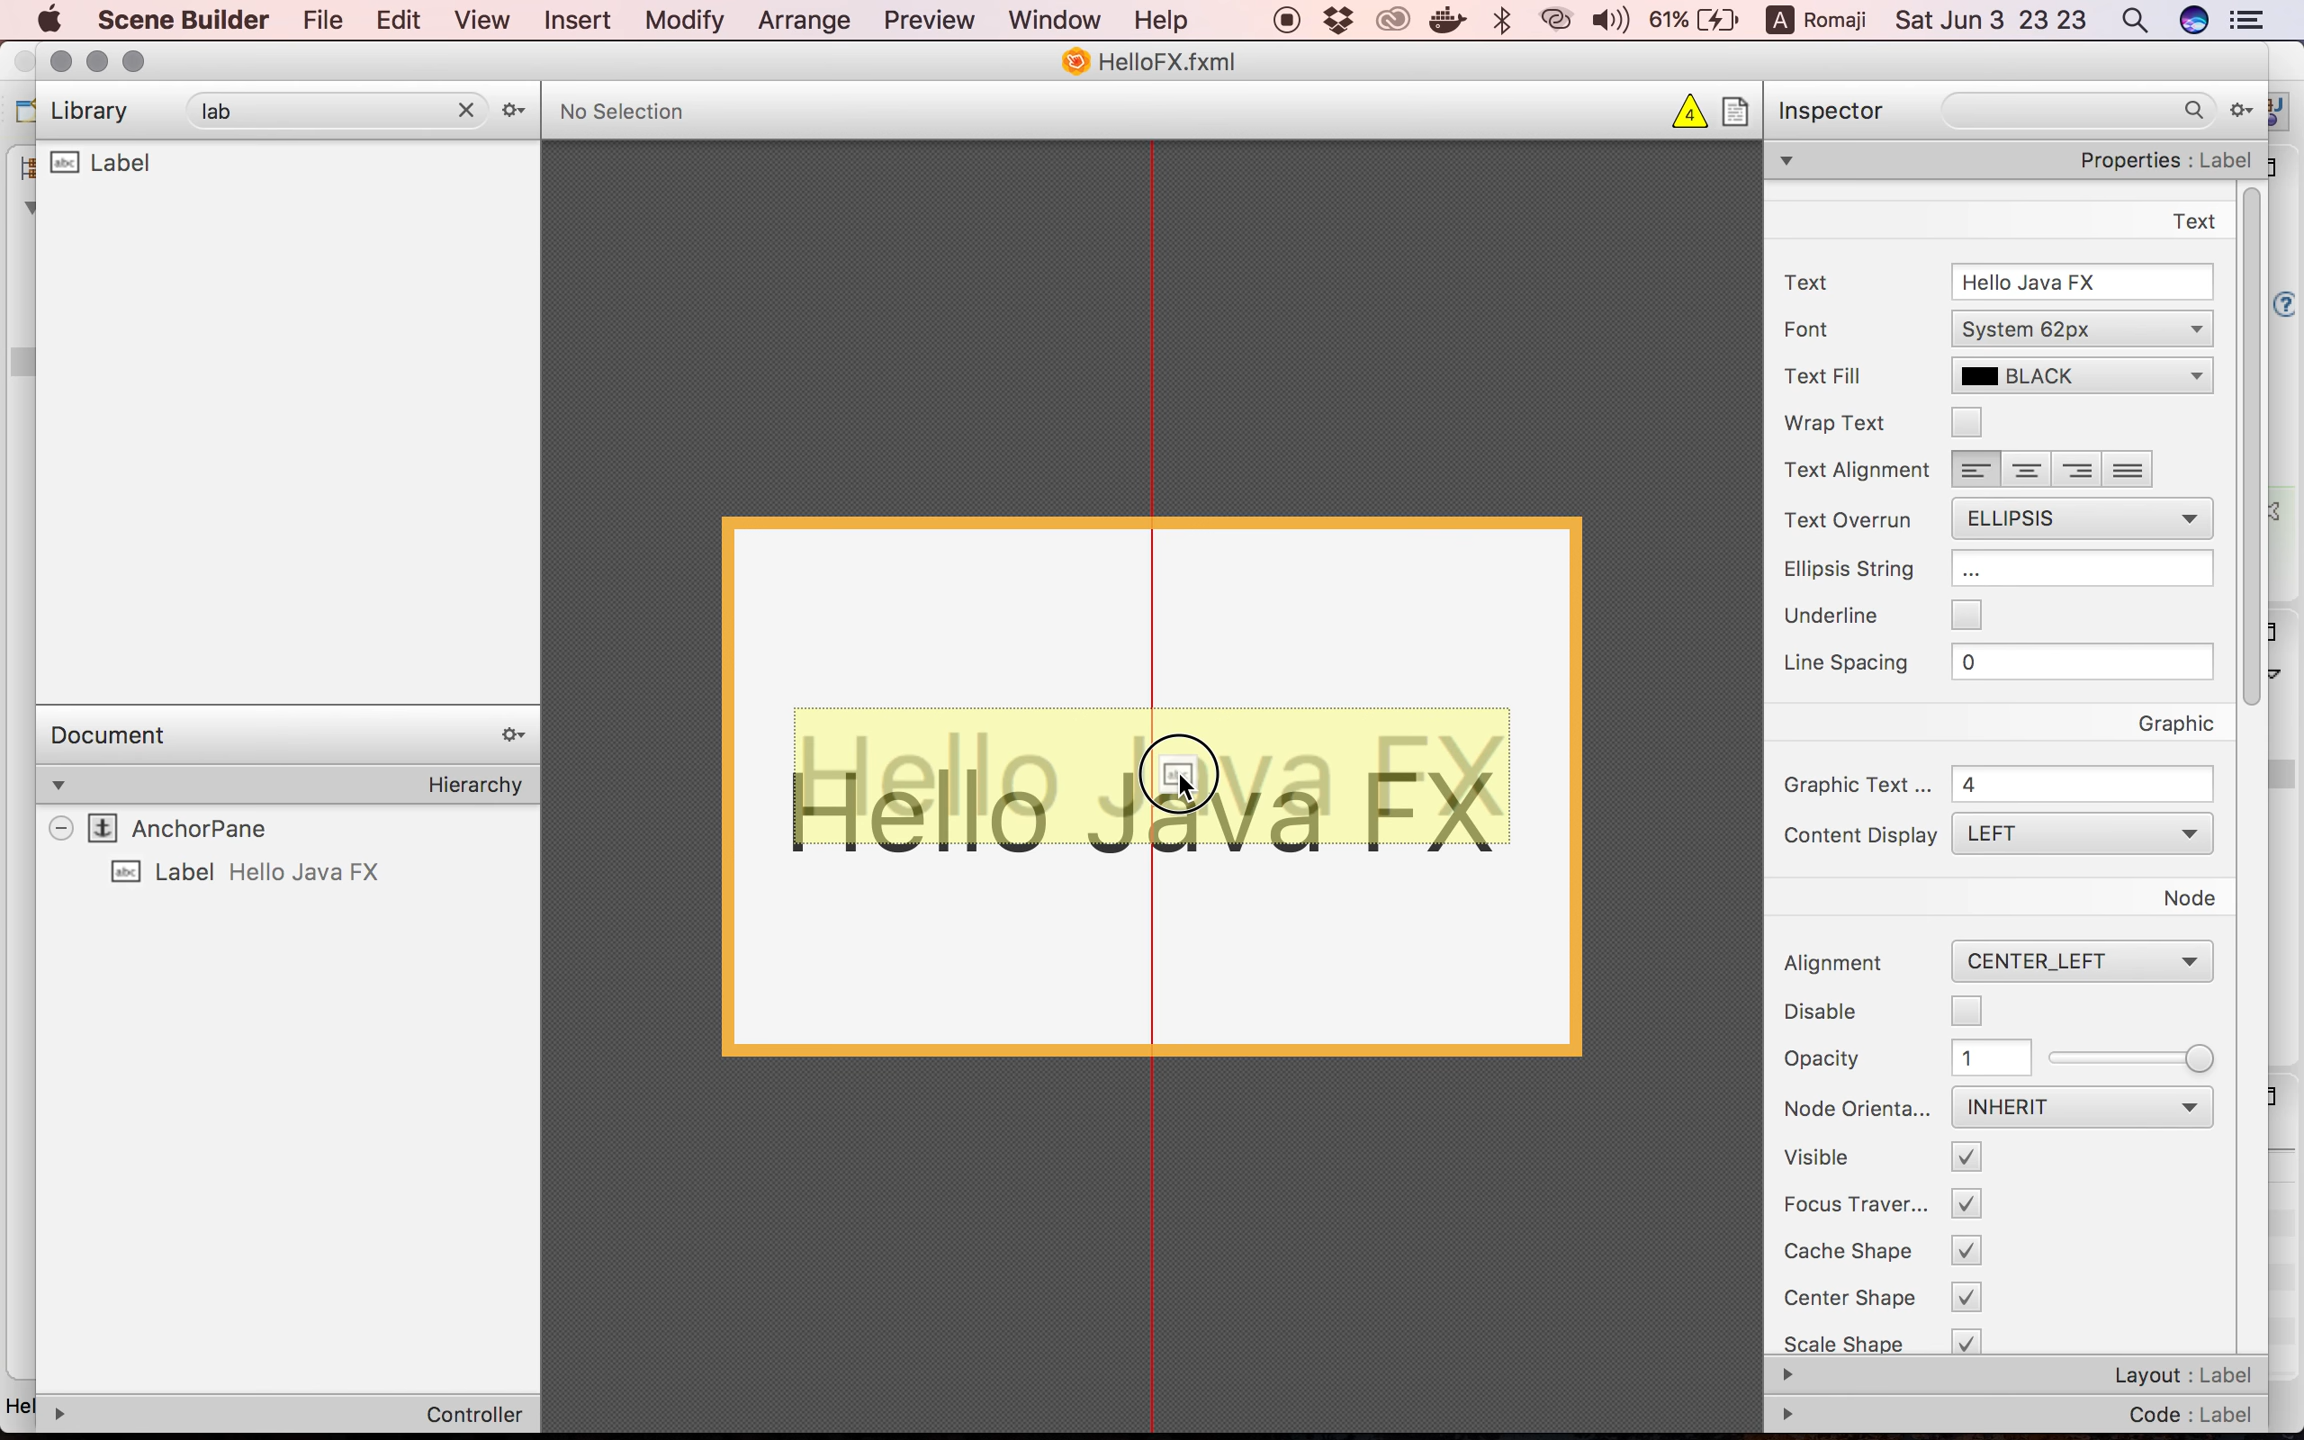 Scene Builder File Edit View Insert Modify Arrange Preview Window Help 61% A Romaji Sat Jun 3 23 23
HelloFX.fxml
Library lab
No Selection 4
Inspector
abc Label
Properties : Label
Text
Text Hello Java FX
Font System 62px
Text Fill BLACK
Wrap Text
Text Alignment
Text Overrun ELLIPSIS
Ellipsis String ...
Underline
Line Spacing 0
Graphic
Graphic Text ... 4
Content Display LEFT
Node
Alignment CENTER_LEFT
Disable
Opacity 1
Node Orienta... INHERIT
Visible
Focus Traver...
Cache Shape
Center Shape
Scale Shape
Layout : Label
Code : Label
Hello Java FX
Hello Java FX
Document
Hierarchy
AnchorPane
abc Label Hello Java FX
Hel
Controller